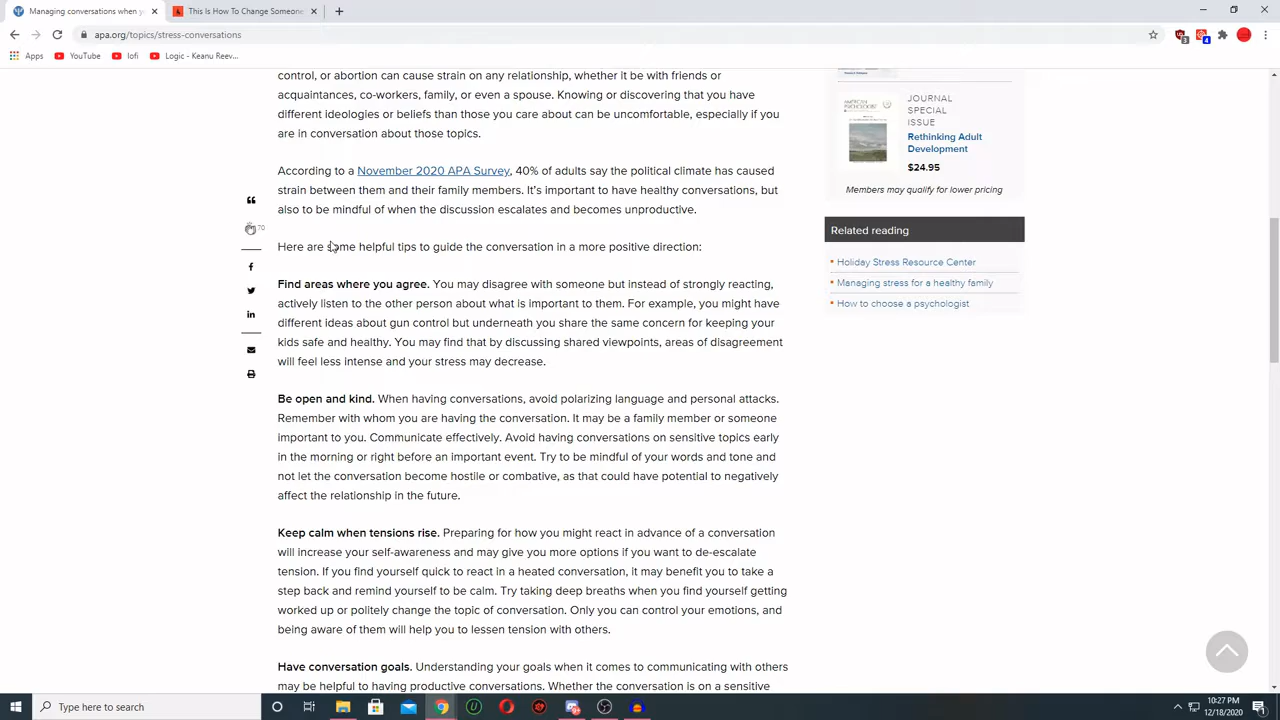 Managing conversations when y
This Is How To Change Someone
apa.org/topics/stress-conversations
3
4
Apps
YouTube
lofi
Logic - Keanu Reev...
control, or abortion can cause strain on any relationship, whether it be with friends or
acquaintances, co-workers, family, or even a spouse. Knowing or discovering that you have
different ideologies or beliefs than those you care about can be uncomfortable, especially if you
are in conversation about those topics.
According to a November 2020 APA Survey, 40% of adults say the political climate has caused
strain between them and their family members. It's important to have healthy conversations, but
also to be mindful of when the discussion escalates and becomes unproductive.
70
Here are some helpful tips to guide the conversation in a more positive direction:
Find areas where you agree. You may disagree with someone but instead of strongly reacting,
actively listen to the other person about what is important to them. For example, you might have
different ideas about gun control but underneath you share the same concern for keeping your
kids safe and healthy. You may find that by discussing shared viewpoints, areas of disagreement
will feel less intense and your stress may decrease.
Be open and kind. When having conversations, avoid polarizing language and personal attacks.
Remember with whom you are having the conversation. It may be a family member or someone
important to you. Communicate effectively. Avoid having conversations on sensitive topics early
in the morning or right before an important event. Try to be mindful of your words and tone and
not let the conversation become hostile or combative, as that could have potential to negatively
affect the relationship in the future.
Keep calm when tensions rise. Preparing for how you might react in advance of a conversation
will increase your self-awareness and may give you more options if you want to de-escalate
tension. If you find yourself quick to react in a heated conversation, it may benefit you to take a
step back and remind yourself to be calm. Try taking deep breaths when you find yourself getting
worked up or politely change the topic of conversation. Only you can control your emotions, and
being aware of them will help you to lessen tension with others.
Have conversation goals. Understanding your goals when it comes to communicating with others
may be helpful to having productive conversations. Whether the conversation is on a sensitive
JOURNAL
SPECIAL
ISSUE
Rethinking Adult
Development
$24.95
Members may qualify for lower pricing
Related reading
Holiday Stress Resource Center
Managing stress for a healthy family
How to choose a psychologist
Type here to search
10:27 PM
12/18/2020
1